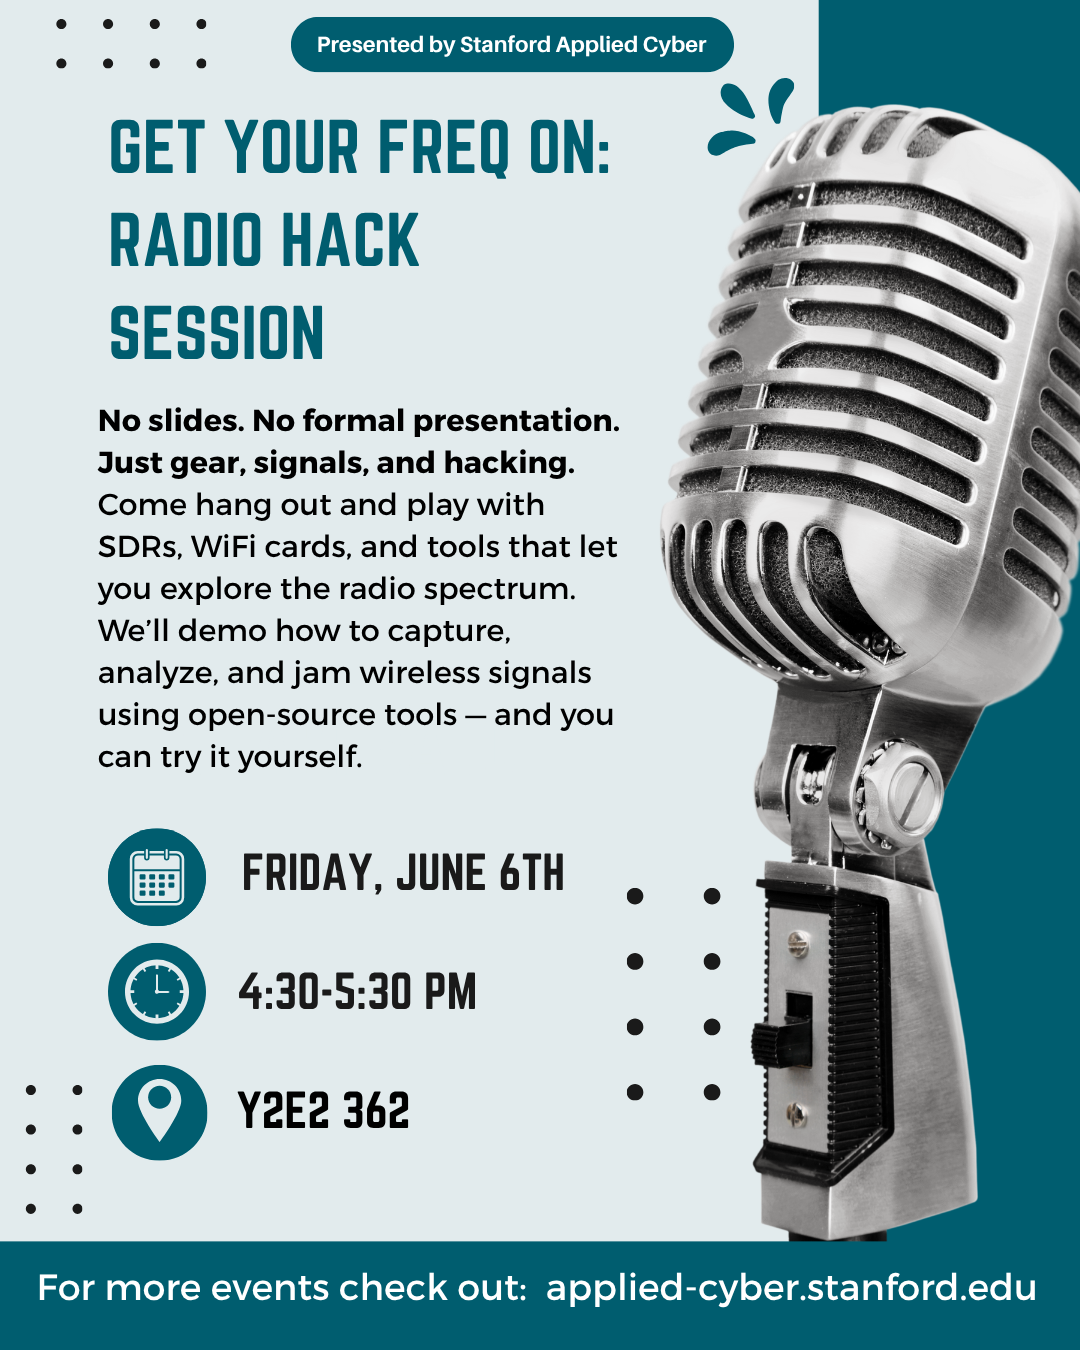 Presented by Stanford Applied Cyber
GET YOUR FREQ ON:
RADIO HACK
SESSION
No slides. No formal presentation.
Just gear, signals, and hacking.
Come hang out and play with
SDRs, WiFi cards, and tools that let
you explore the radio spectrum.
We’ll demo how to capture,
analyze, and jam wireless signals
using open-source tools — and you
can try it yourself.
FRIDAY, JUNE 6TH
4:30-5:30 PM
Y2E2 362
For more events check out: applied-cyber.stanford.edu